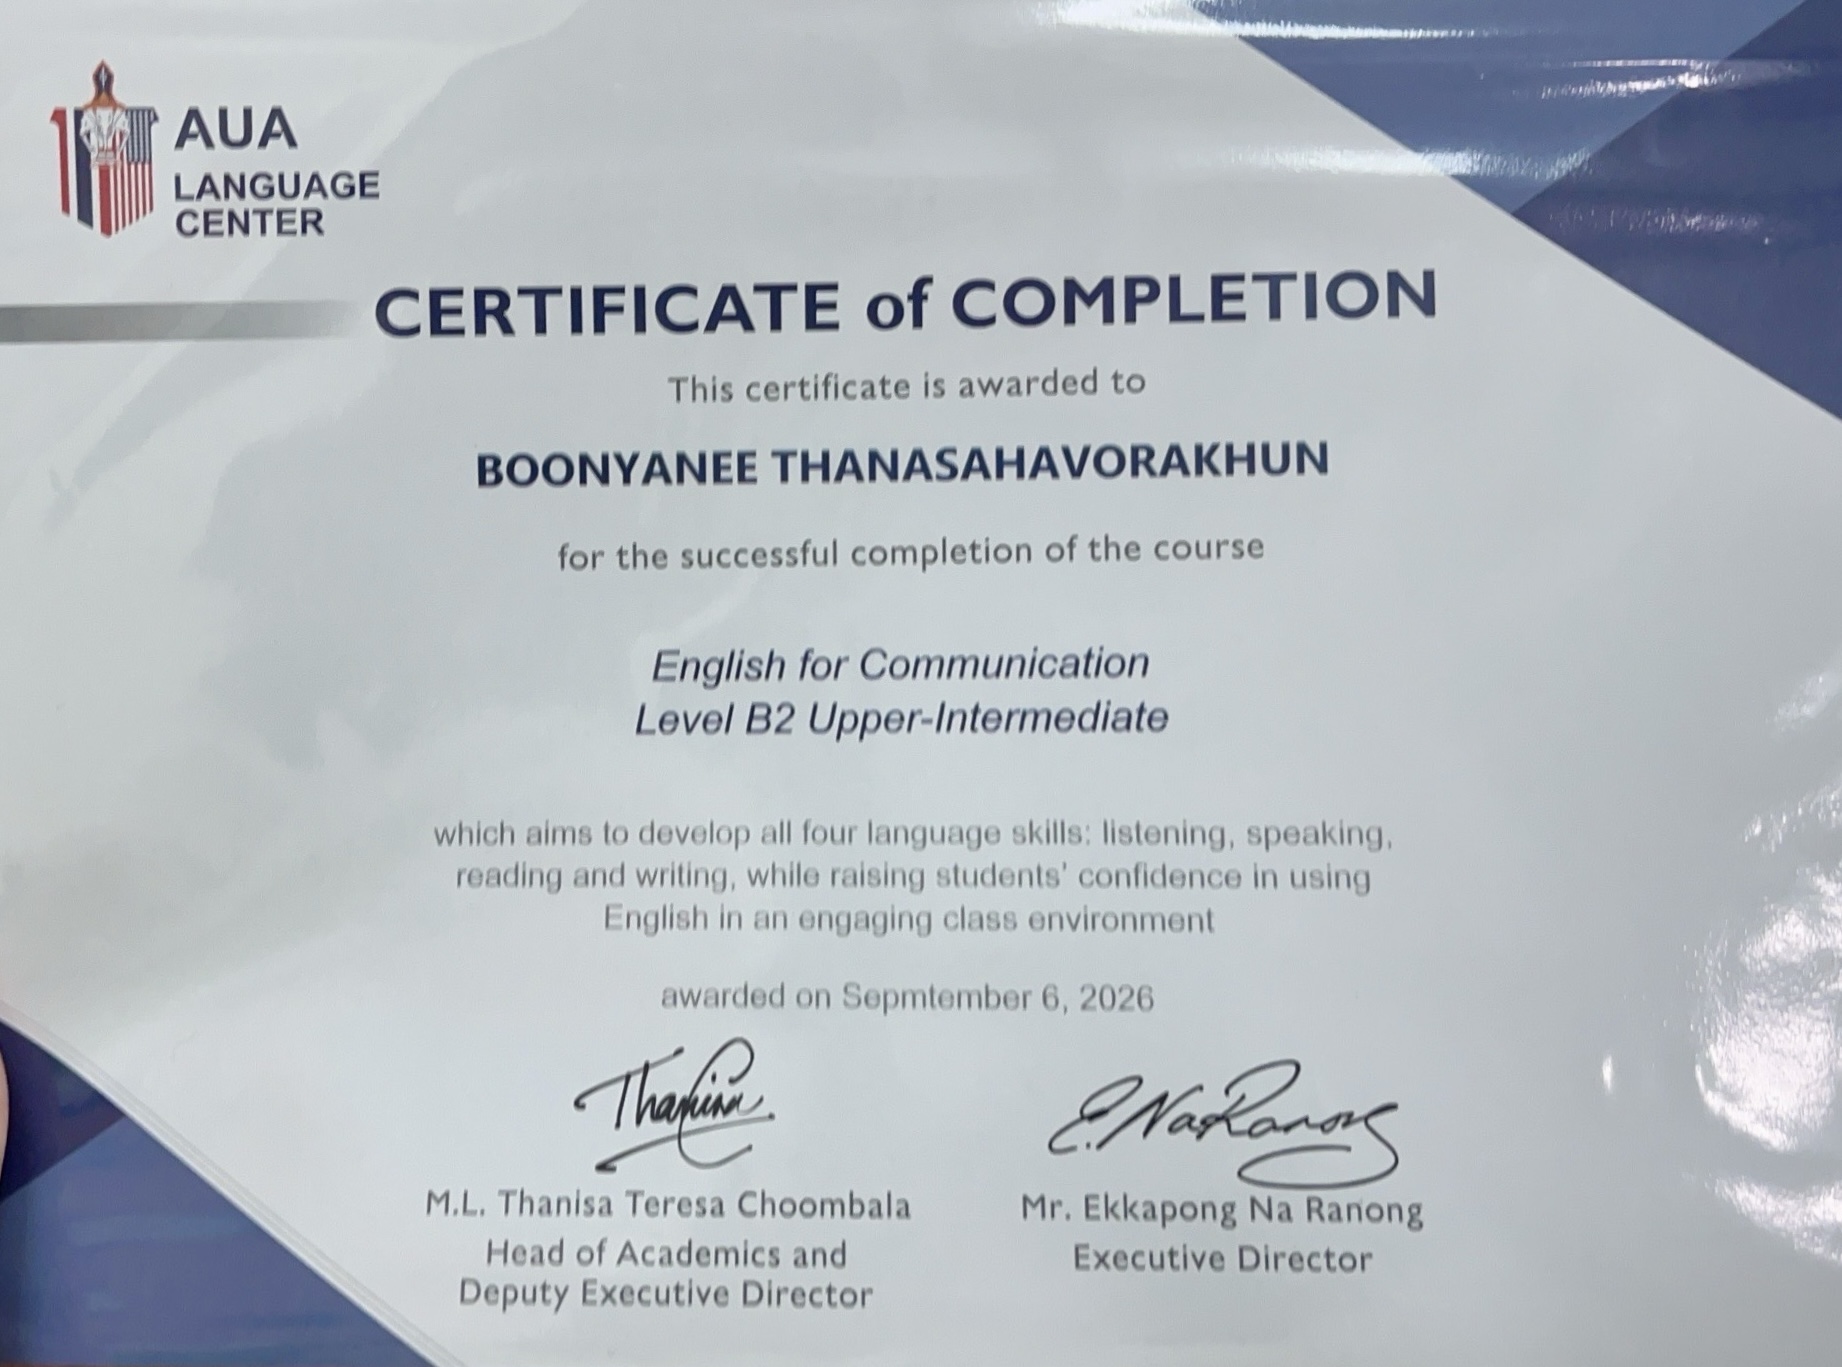 AUA
LANGUAGE
CENTER
CERTIFICATE of COMPLETION
This certificate is awarded to
BOONYANEE THANASAHAVORAKHUN
for the successful completion of the course
English for Communication
Level B2 Upper-Intermediate
which aims to develop all four language skills: listening, speaking,
reading and writing, while raising students' confidence in using
English in an engaging class environment
awarded on Sepmtember 6, 2026
Thanisa.
E. Na Ranong
M.L. Thanisa Teresa Choombala
Head of Academics and
Deputy Executive Director
Mr. Ekkapong Na Ranong
Executive Director